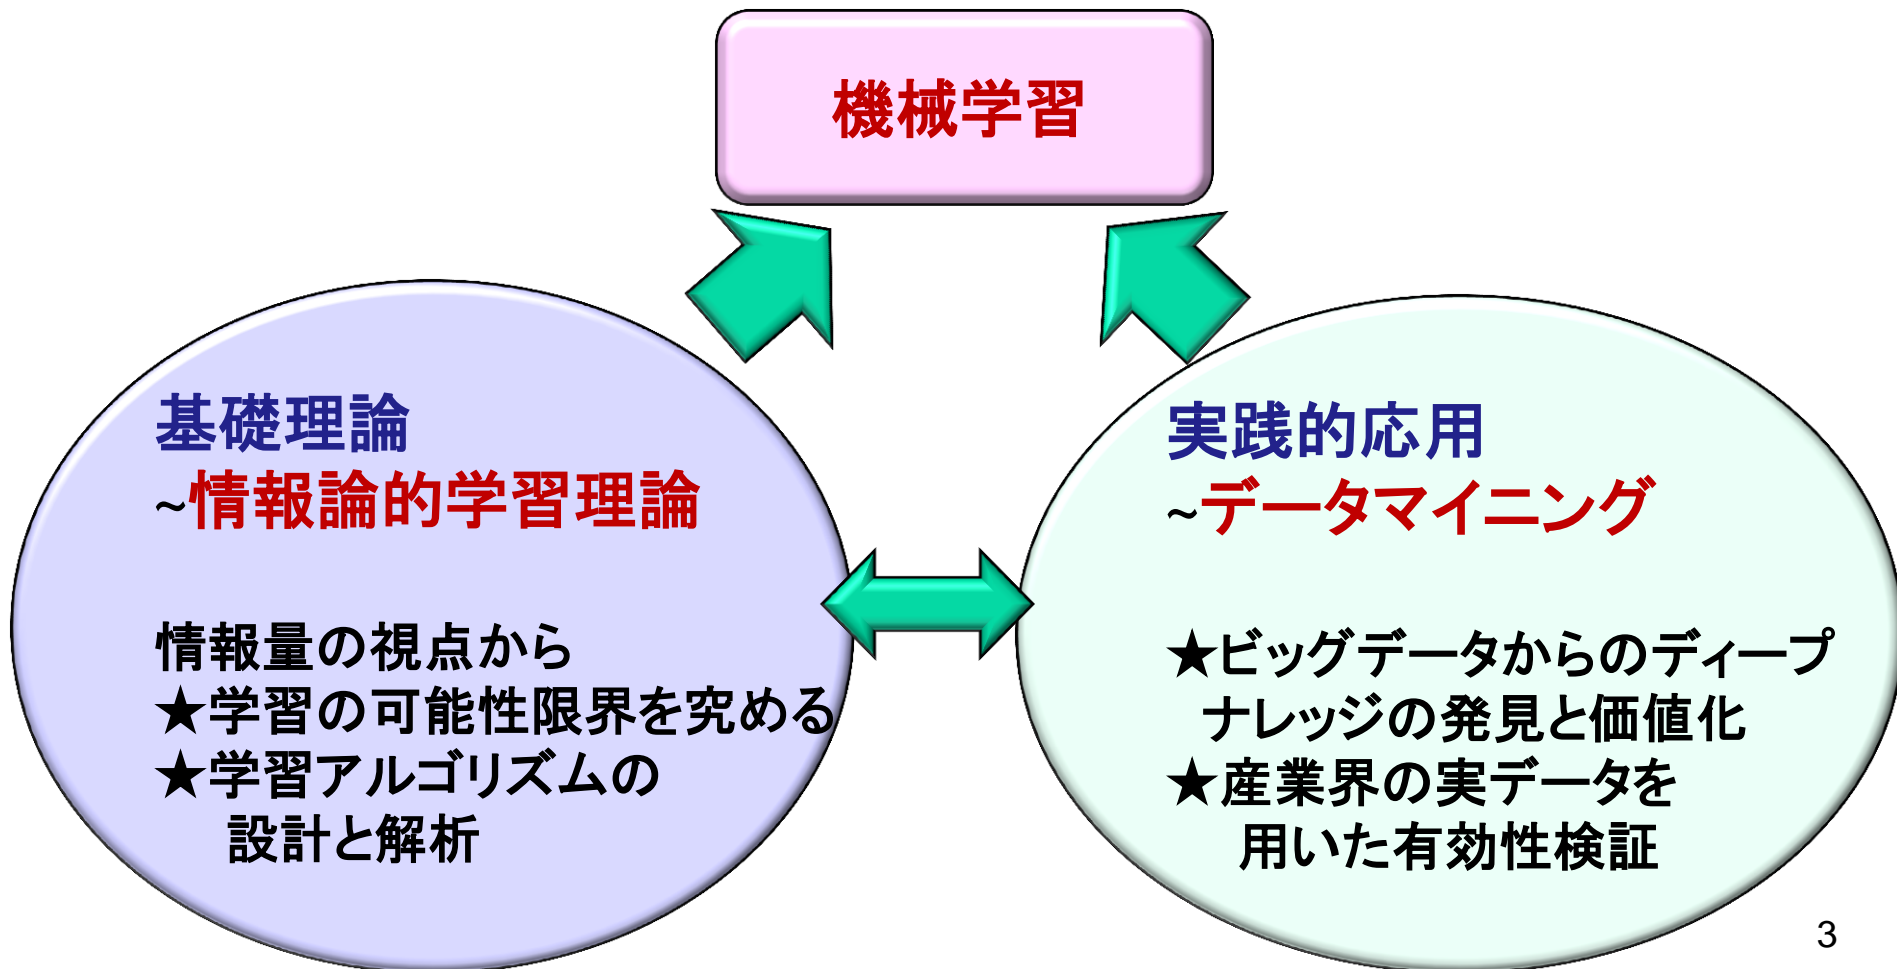 機械学習
基礎理論
~情報論的学習理論
情報量の視点から
★学習の可能性限界を究める
★学習アルゴリズムの
設計と解析
実践的応用
~データマイニング
★ビッグデータからのディープ
ナレッジの発見と価値化
★産業界の実データを
用いた有効性検証
3